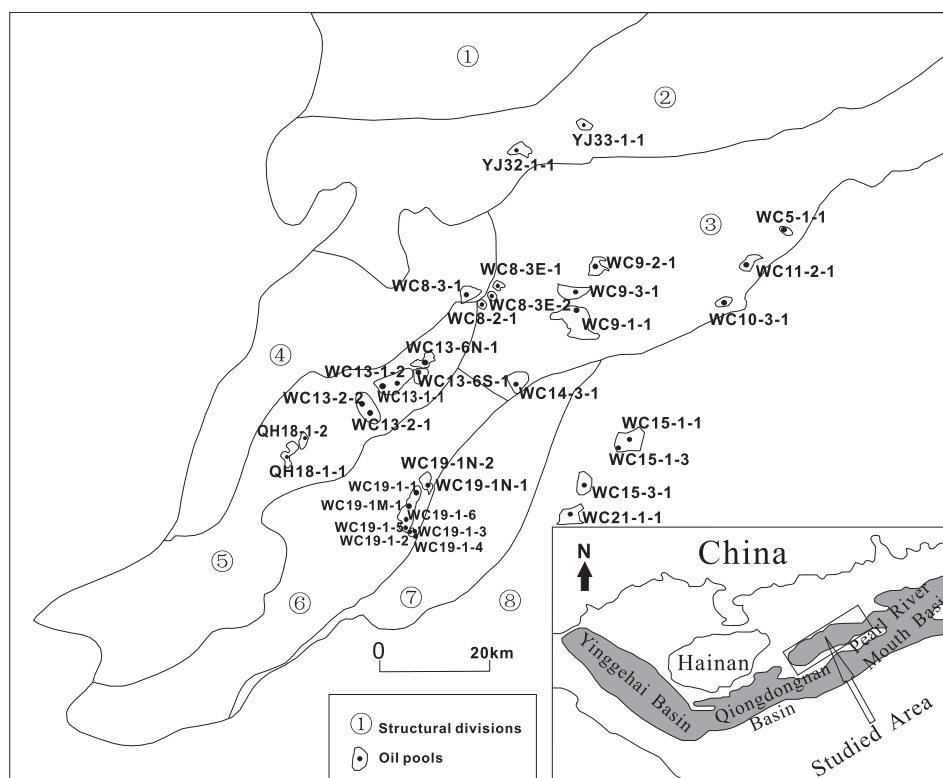 ①
②
YJ33-1-1
YJ32-1-1
③
WC5-1-1
WC8-3E-1
WC9-2-1
WC11-2-1
WC8-3-1
WC9-3-1
WC8-3E-2
WC8-2-1
WC9-1-1
WC10-3-1
④
WC13-6N-1
WC13-1-2
WC13-6S-1
WC13-1-1
WC14-3-1
WC13-2-2
WC13-2-1
QH18-1-2
QH18-1-1
WC15-1-1
WC15-1-3
WC19-1N-2
WC19-1-1
WC19-1N-1
WC15-3-1
WC19-1M-1
WC19-1-6
WC21-1-1
WC19-1-5
WC19-1-3
WC19-1-2
WC19-1-4
⑤
⑥
⑦
⑧
0
20km
① Structural divisions
Oil pools
N
China
Hainan
Yinggehai Basin
Qiongdongnan
Basin
Pearl River
Mouth Basin
Studied Area